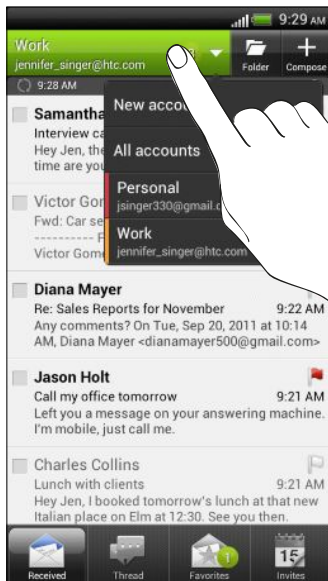 9:29 AM
Work
jennifer_singer@htc.com
Folder
Compose
9:28 AM
New
All accounts
Personal
jsinger330@gmail.c
Work
jennifer_singer@htc.com
Samantha
Interview ca
Hey Jen, the
time are you
Victor Gom
Fwd: Car se
---------- F
Victor Gome
Diana Mayer
Re: Sales Reports for November 9:22 AM
Any comments? On Tue, Sep 20, 2011 at 10:14
AM, Diana Mayer <dianamayer500@gmail.com>
Jason Holt
Call my office tomorrow 9:21 AM
Left you a message on your answering machine.
I'm mobile, just call me.
Charles Collins
Lunch with clients 9:21 AM
Hey Jen, I booked tomorrow's lunch at that new
Italian place on Elm at 12:30. See you then.
1
15
Received
Thread
Favorites
Invites